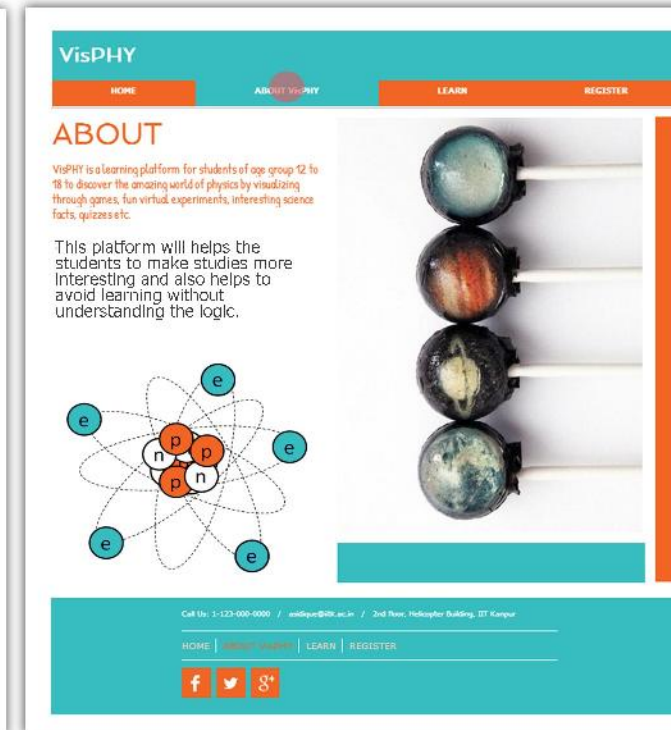 VisPHY
HOME
ABOUT VisPHY
LEARN
REGISTER
ABOUT
VisPHY is a learning platform for students of age group 12 to
18 to discover the amazing world of physics by visualizing
through games, fun virtual experiments, interesting science
facts, quizzes etc.
This platform will helps the
students to make studies more
interesting and also helps to
avoid learning without
understanding the logic.
e
e
e
e
e
p
p
p
n
n
Call Us: 1-123-000-0000 / asidique@iitk.ac.in / 2nd floor, Helicopter Building, IIT Kanpur
HOME | ABOUT VisPHY | LEARN | REGISTER
f
g+